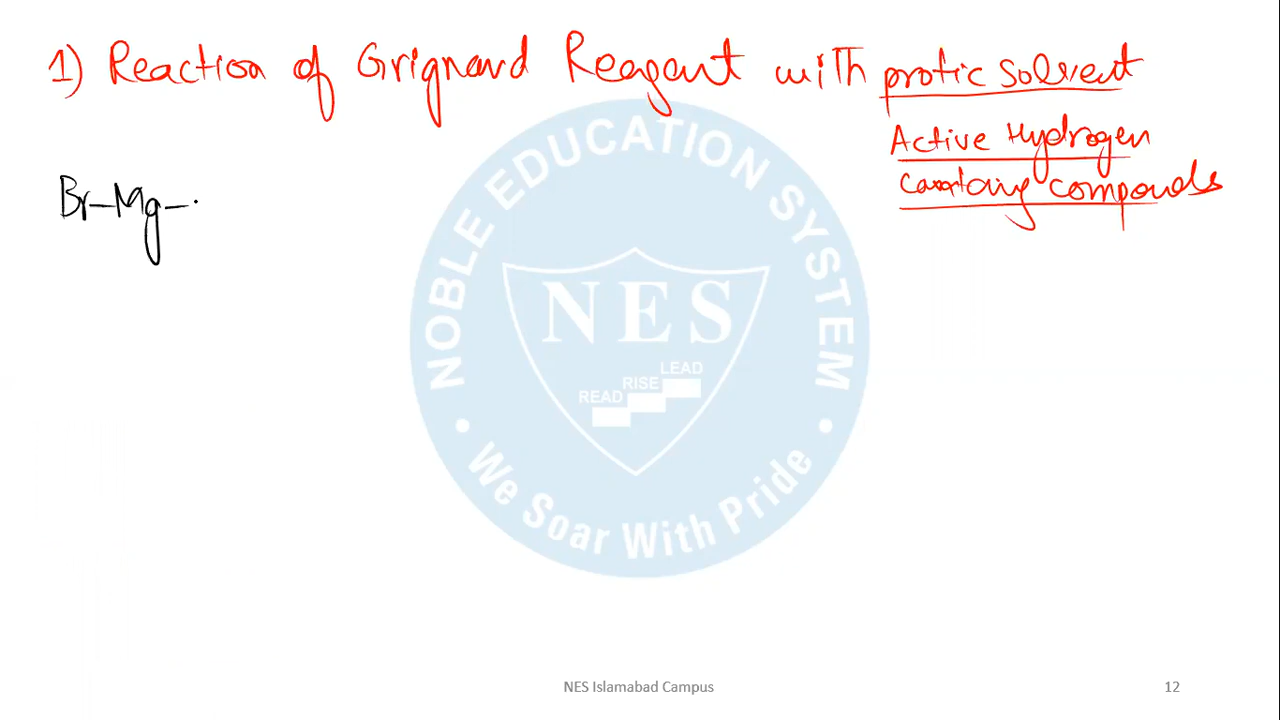 1) Reaction of Grignard Reagent with protic solvent
Active Hydrogen
compounds
Br-Mg-
NOBLE EDUCATION SYSTEM
NES
LEAD
RISE
READ
We Soar With Pride
NES Islamabad Campus
12